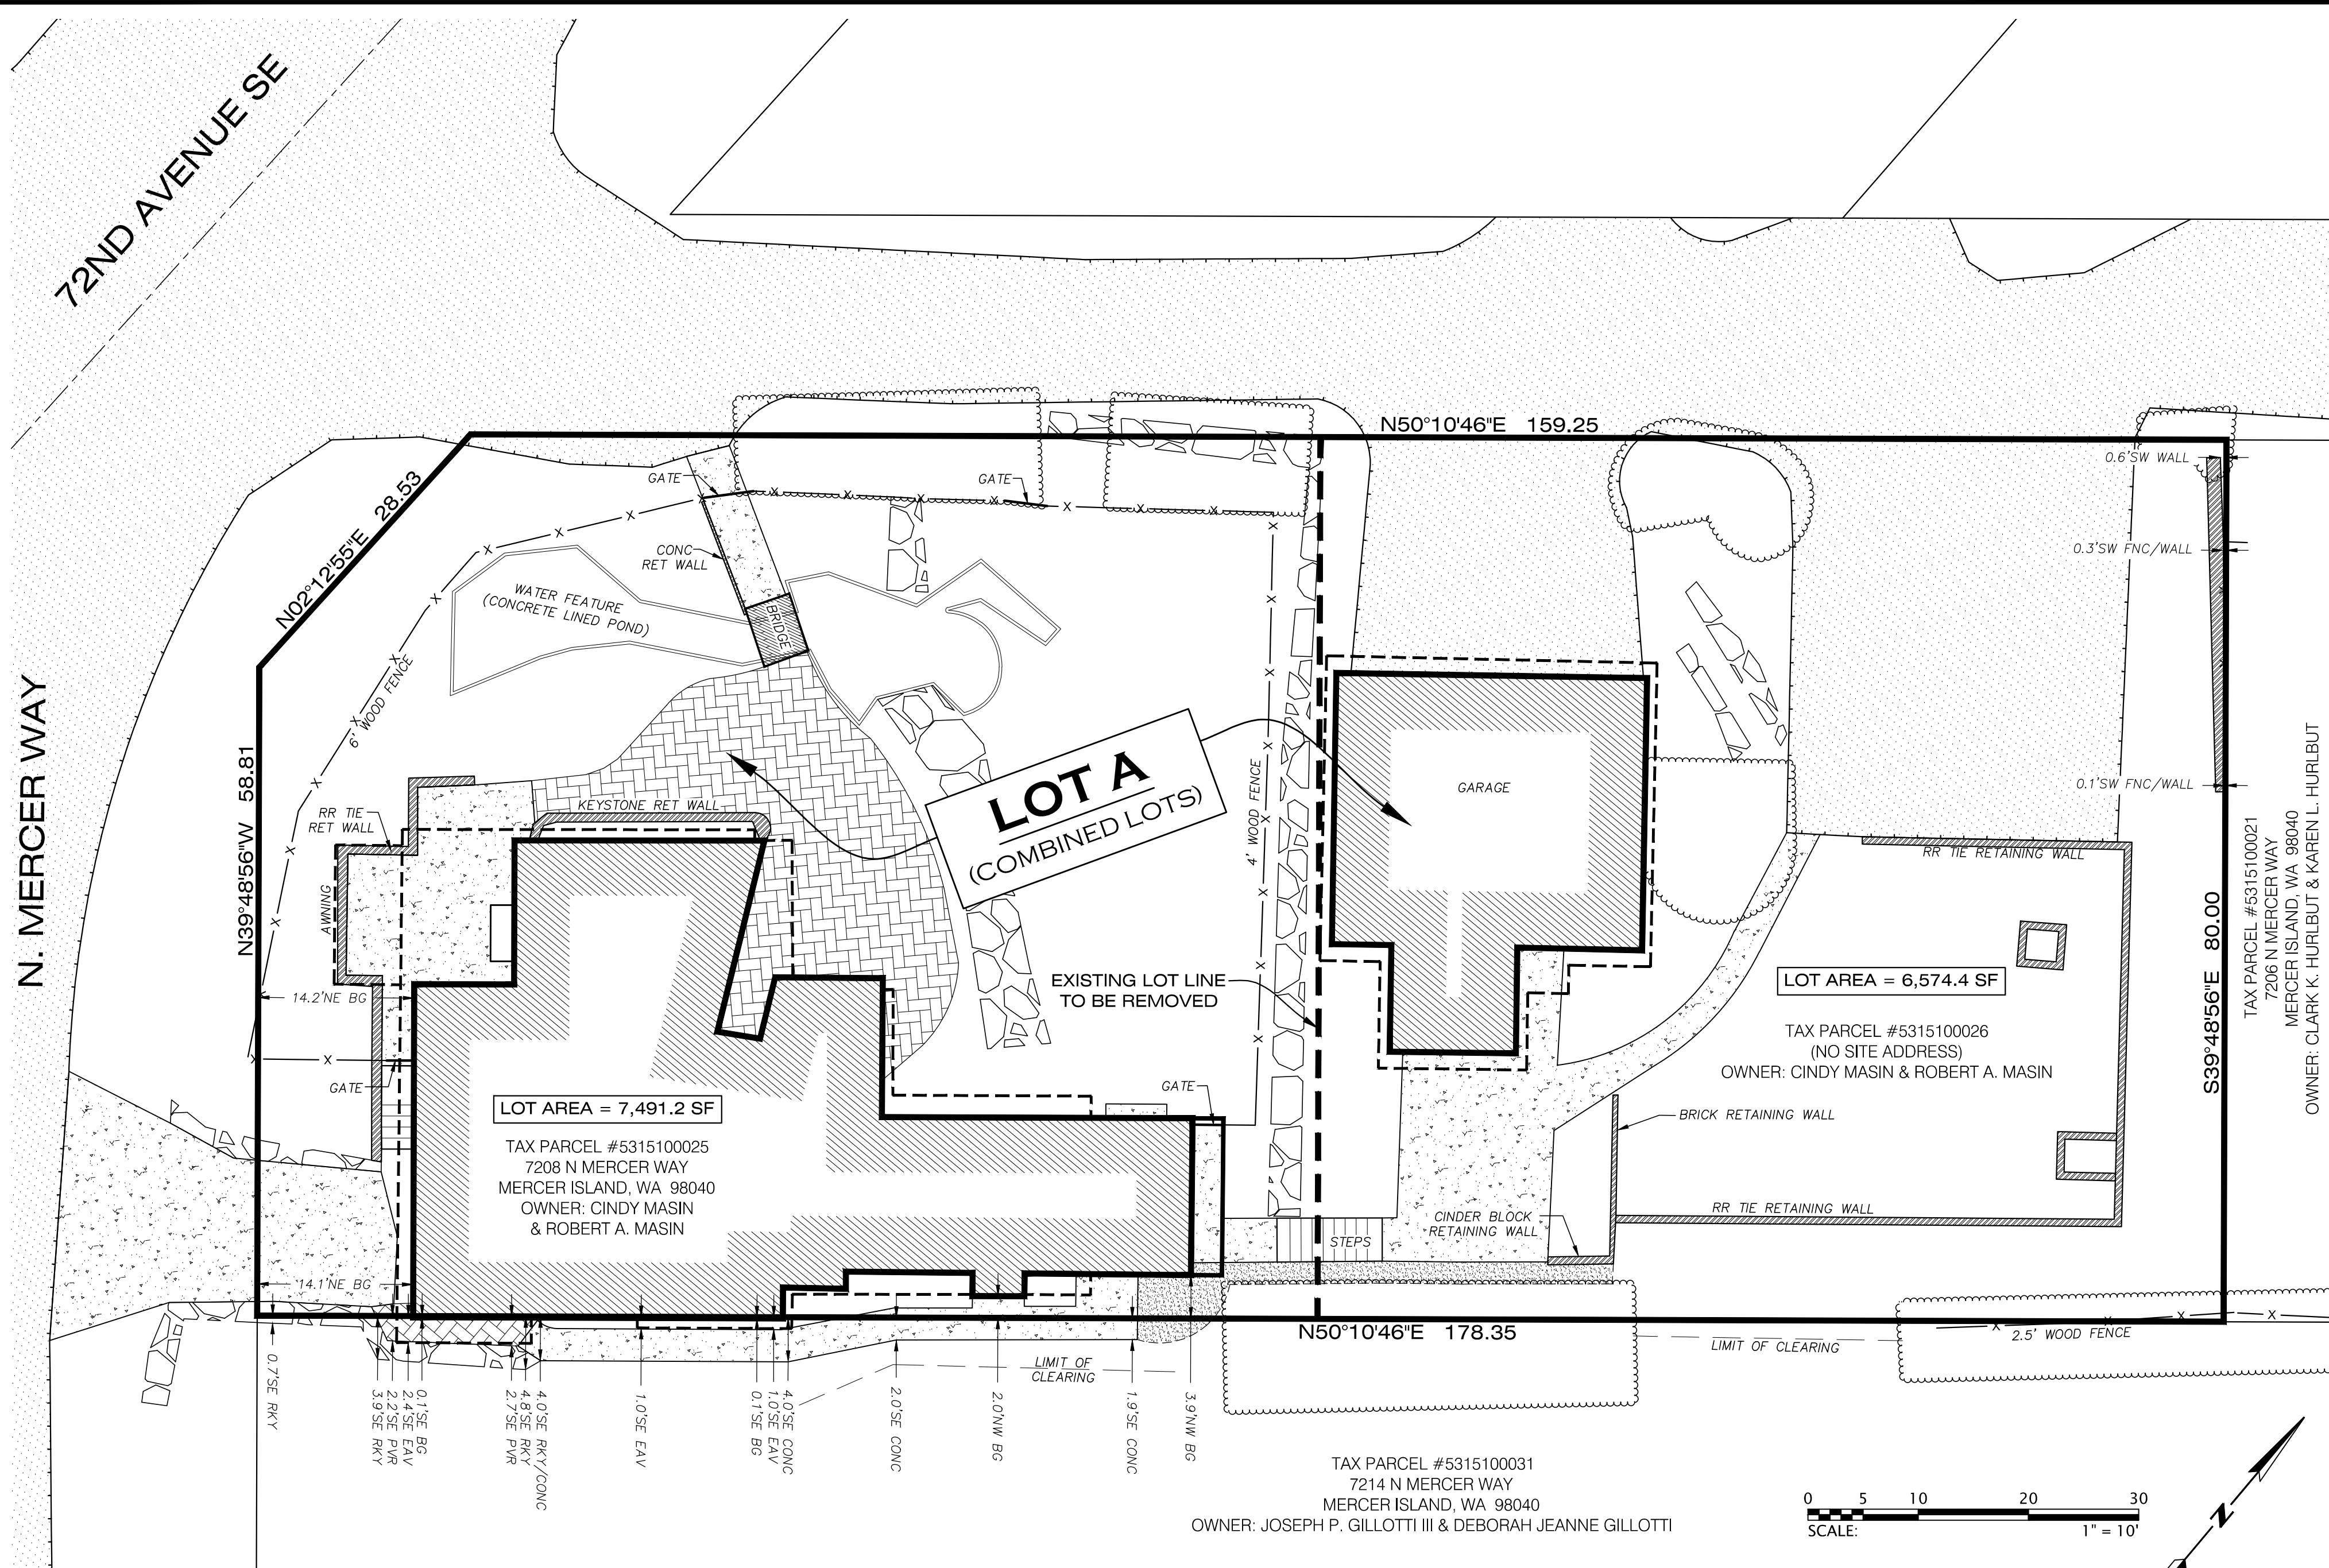 72ND AVENUE SE
N50°10'46"E 159.25
0.6'SW WALL
GATE
GATE
N02°12'55"E 28.53
CONC
RET WALL
0.3'SW FNC/WALL
WATER FEATURE
(CONCRETE LINED POND)
BRIDGE
6' WOOD FENCE
N. MERCER WAY
N39°48'56"W 58.81
LOT A
(COMBINED LOTS)
4' WOOD FENCE
GARAGE
0.1'SW FNC/WALL
RR TIE
RET WALL
KEYSTONE RET WALL
AWNING
RR TIE RETAINING WALL
TAX PARCEL #5315100021
7206 N MERCER WAY
MERCER ISLAND, WA 98040
OWNER: CLARK K. HURLBUT & KAREN L. HURLBUT
S39°48'56"E 80.00
14.2'NE BG
EXISTING LOT LINE
TO BE REMOVED
LOT AREA = 6,574.4 SF
TAX PARCEL #5315100026
(NO SITE ADDRESS)
OWNER: CINDY MASIN & ROBERT A. MASIN
GATE
GATE
LOT AREA = 7,491.2 SF
TAX PARCEL #5315100025
7208 N MERCER WAY
MERCER ISLAND, WA 98040
OWNER: CINDY MASIN
& ROBERT A. MASIN
BRICK RETAINING WALL
RR TIE RETAINING WALL
CINDER BLOCK
RETAINING WALL
STEPS
14.1'NE BG
N50°10'46"E 178.35
LIMIT OF CLEARING
2.5' WOOD FENCE
LIMIT OF
CLEARING
0.7'SE RKY
3.9'SE RKY
2.2'SE PVR
2.4'SE EAV
0.1'SE BG
2.7'SE PVR
4.8'SE RKY
4.0'SE RKY/CONC
1.0'SE EAV
0.1'SE BG
1.0'SE EAV
4.0'SE CONC
2.0'SE CONC
2.0'NW BG
1.9'SE CONC
3.9'NW BG
TAX PARCEL #5315100031
7214 N MERCER WAY
MERCER ISLAND, WA 98040
OWNER: JOSEPH P. GILLOTTI III & DEBORAH JEANNE GILLOTTI
0 5 10 20 30
SCALE: 1" = 10'
N